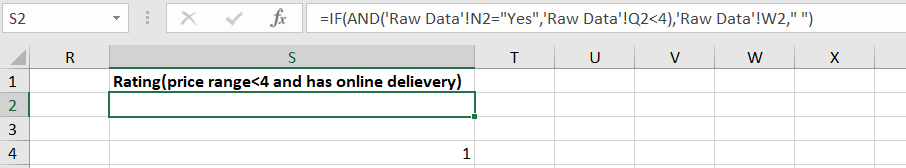 S2 fx =IF(AND('Raw Data'!N2="Yes",'Raw Data'!Q2<4),'Raw Data'!W2," ")
R S T U V W X
1 Rating(price range<4 and has online delievery)
2
3
4 1